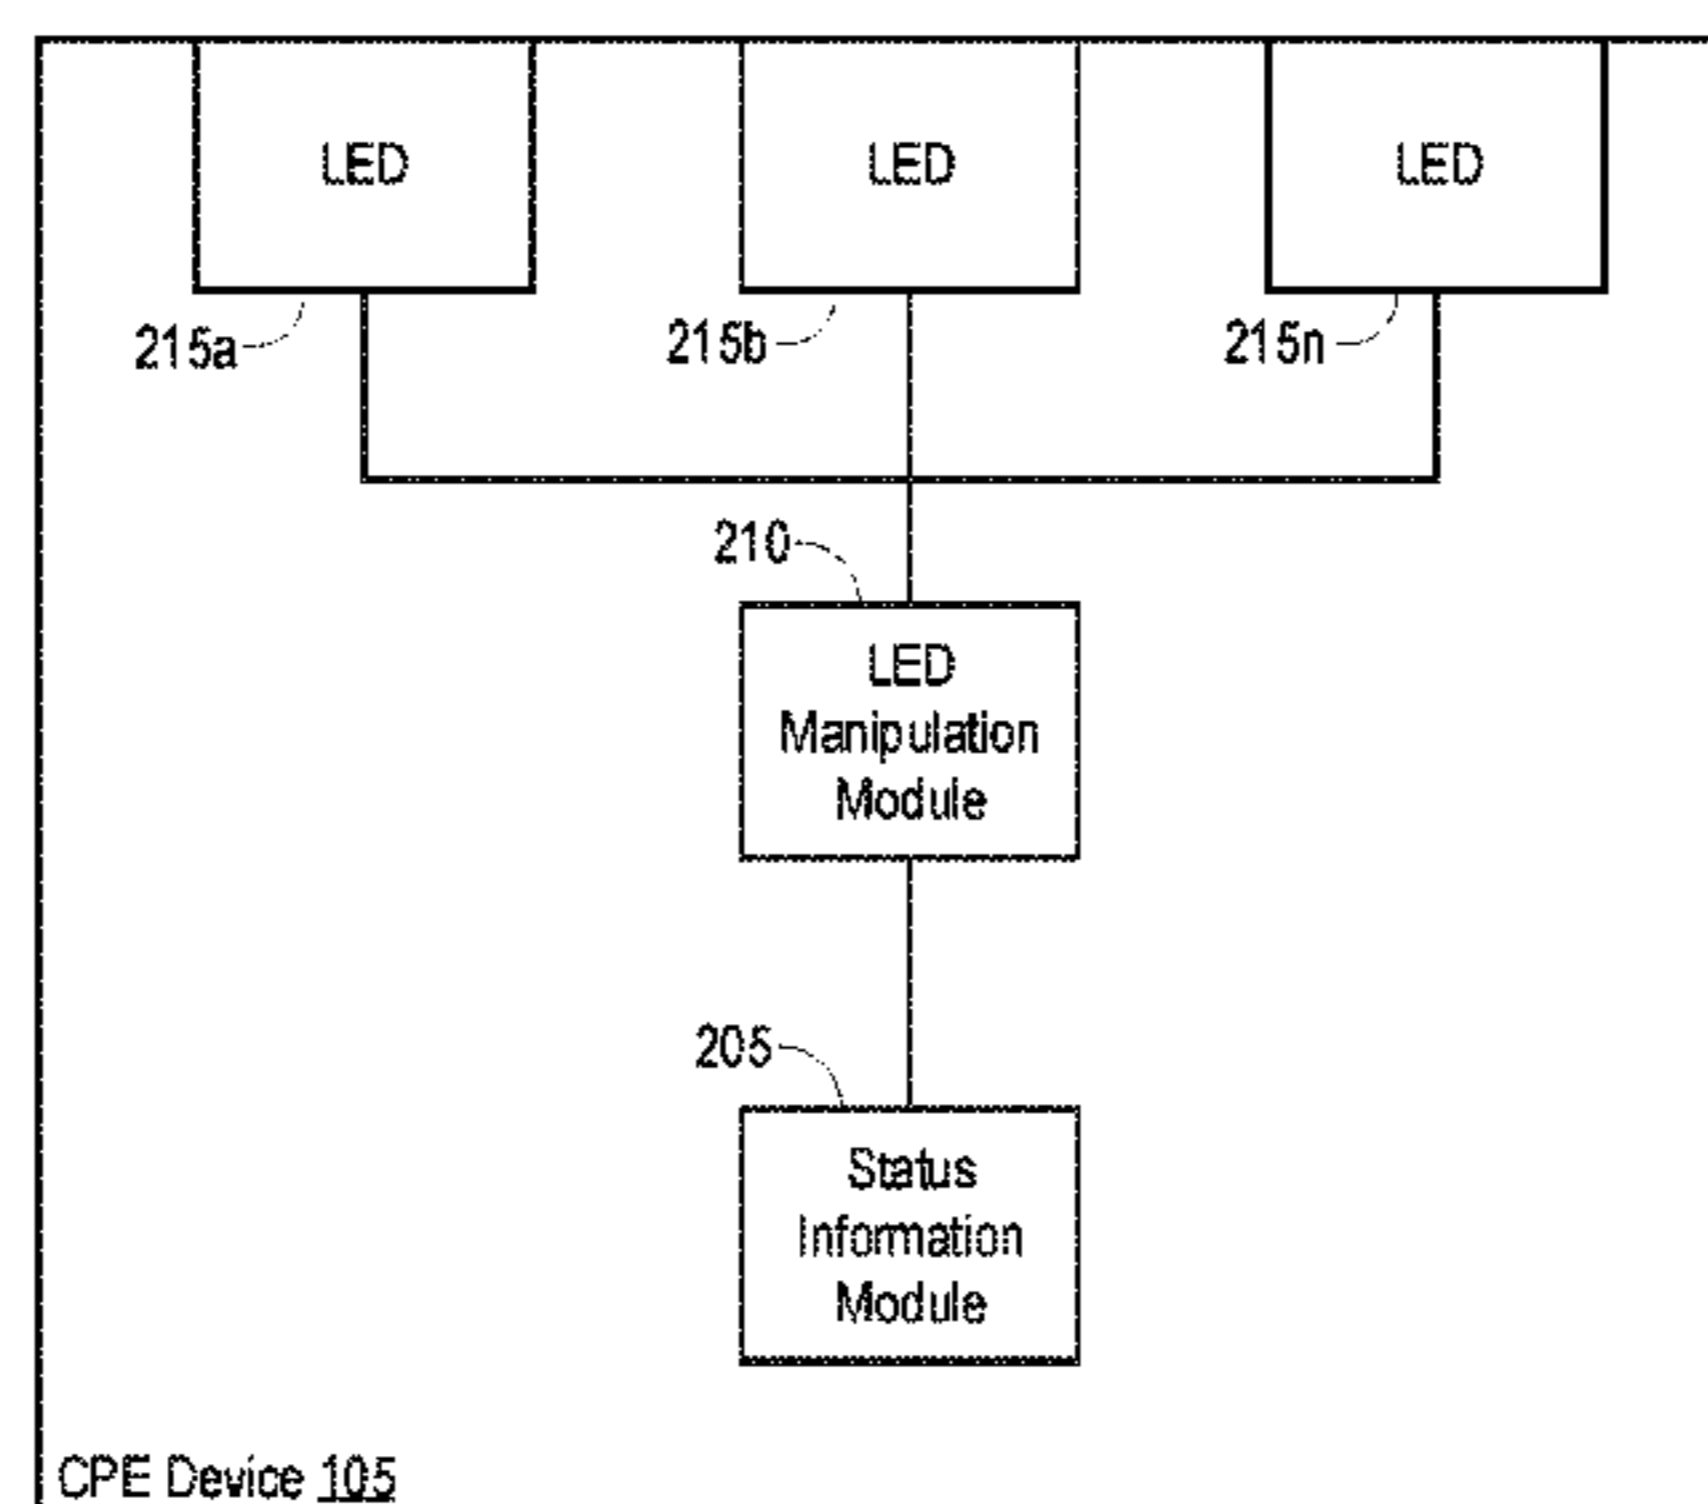 LED
LED
LED
215a
215b
215n
210
LED
Manipulation
Module
205
Status
Information
Module
CPE Device 105